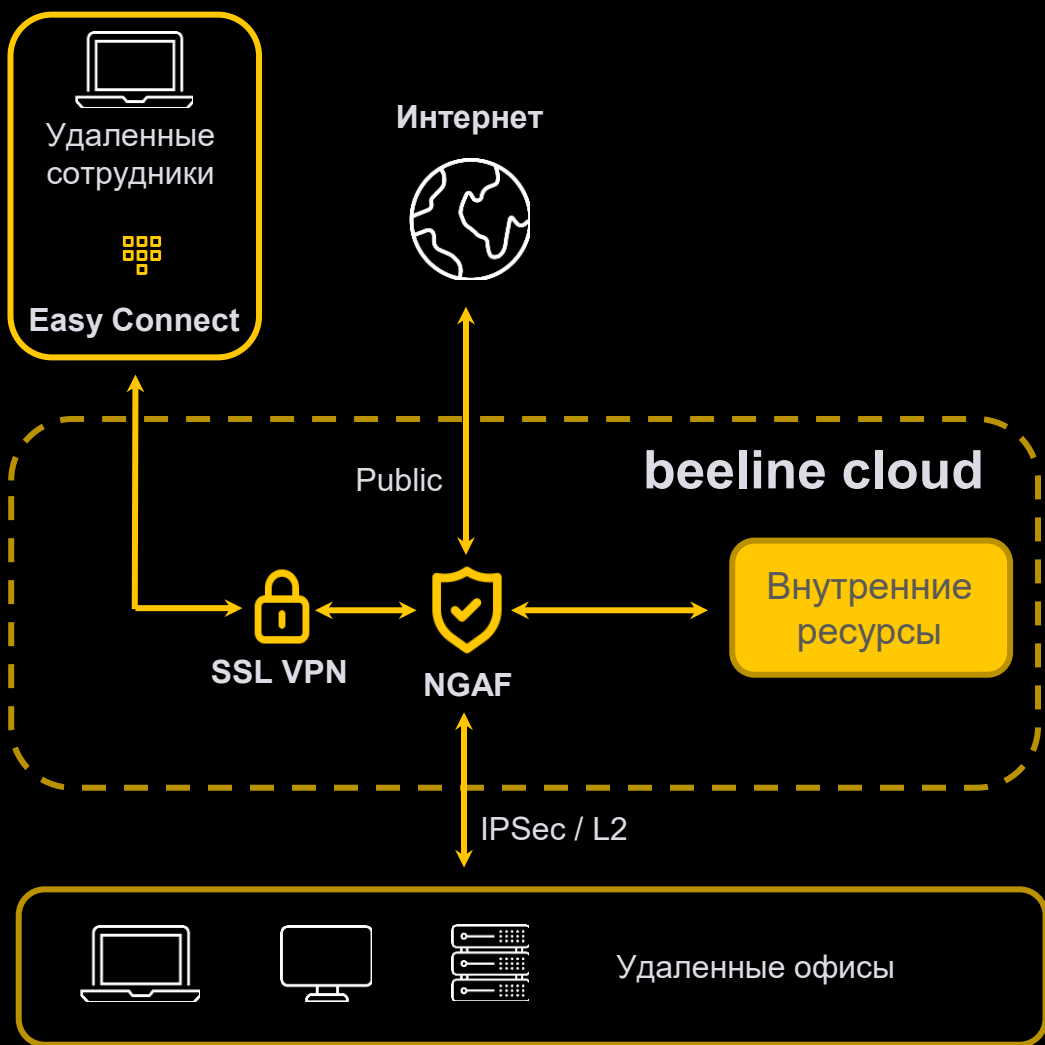 Удаленные
сотрудники
Easy Connect
Интернет
Public
beeline cloud
Внутренние
ресурсы
SSL VPN
NGAF
IPSec / L2
Удаленные офисы